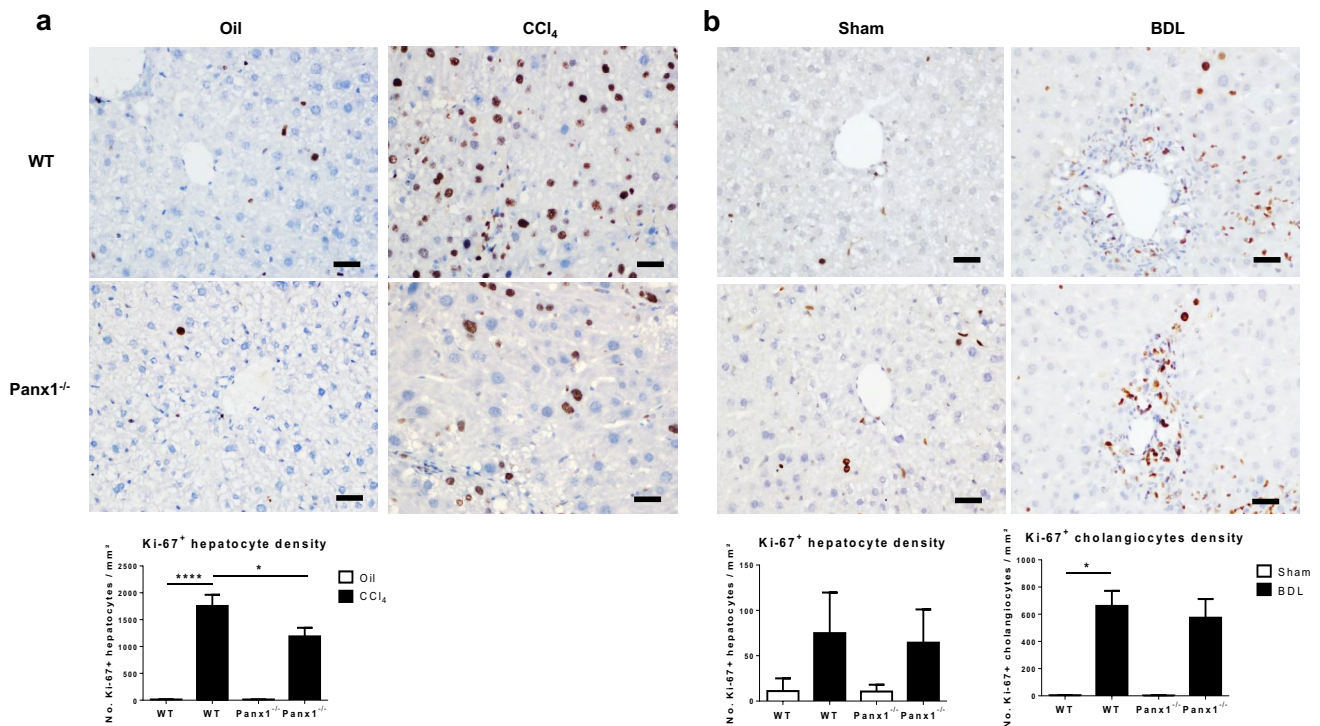 a
Oil
CCl₄
WT
Panx1⁻/⁻
Ki-67⁺ hepatocyte density
No. Ki-67+ hepatocytes / mm²
2500
2000
1500
1000
500
0
****
*
WT
WT
Panx1⁻/⁻
Panx1⁻/⁻
Oil
CCl₄
b
Sham
BDL
Ki-67⁺ hepatocyte density
No. Ki-67+ hepatocytes / mm²
150
100
50
0
WT
WT
Panx1⁻/⁻
Panx1⁻/⁻
Ki-67⁺ cholangiocytes density
No. Ki-67+ cholangiocytes / mm²
1000
800
600
400
200
0
*
WT
WT
Panx1⁻/⁻
Panx1⁻/⁻
Sham
BDL